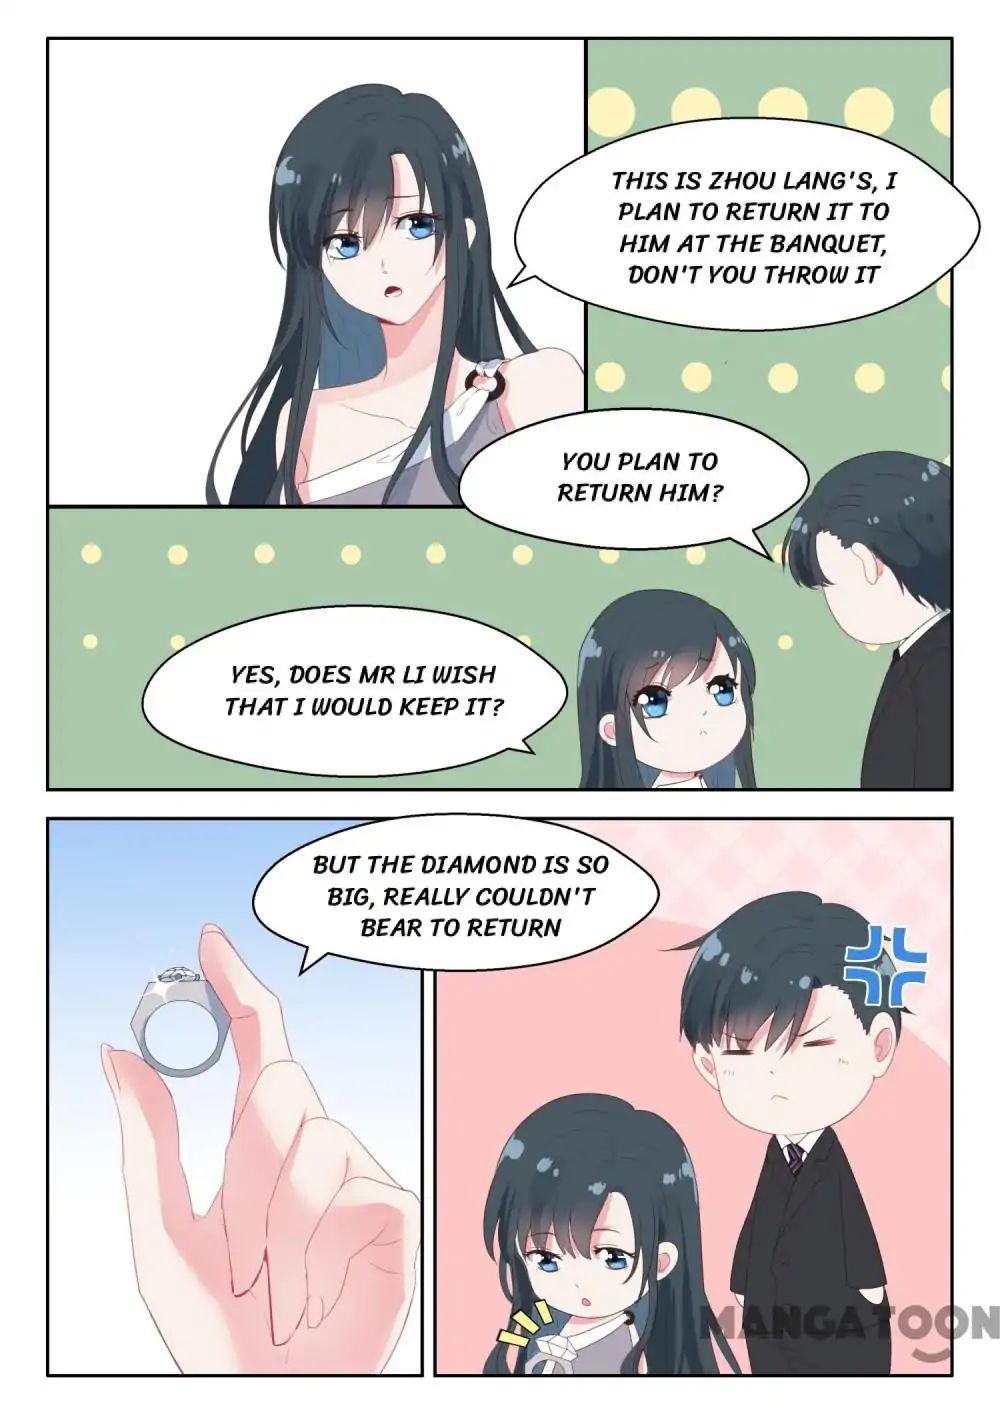 THIS IS ZHOU LANG'S, I
PLAN TO RETURN IT TO
HIM AT THE BANQUET,
DON'T YOU THROW IT
YOU PLAN TO
RETURN HIM?
YES, DOES MR LI WISH
THAT I WOULD KEEP IT?
BUT THE DIAMOND IS SO
BIG, REALLY COULDN'T
BEAR TO RETURN
MANGATOON